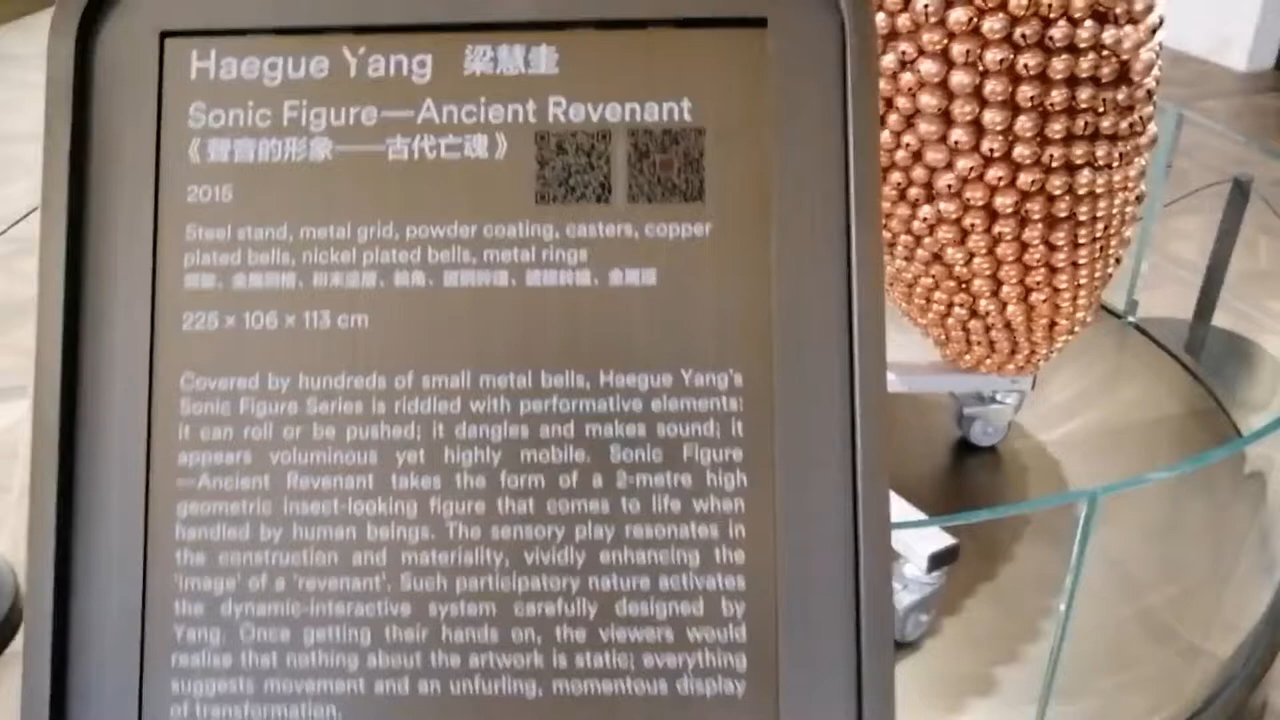 Haegue Yang 梁慧圭
Sonic Figure—Ancient Revenant
《聲音的形象——古代亡魂》
2015
Steel stand, metal grid, powder coating, casters, copper
plated bells, nickel plated bells, metal rings
225 × 106 × 113 cm
Covered by hundreds of small metal bells, Haegue Yang's
Sonic Figure Series is riddled with performative elements:
it can roll or be pushed; it dangles and makes sound; it
appears voluminous yet highly mobile. Sonic Figure
—Ancient Revenant takes the form of a 2-metre high
geometric insect-looking figure that comes to life when
handled by human beings. The sensory play resonates in
the construction and materiality, vividly enhancing the
'image' of a 'revenant'. Such participatory nature activates
the dynamic-interactive system carefully designed by
Yang. Once getting their hands on, the viewers would
realise that nothing about the artwork is static; everything
suggests movement and an unfurling, momentous display
of transformation.